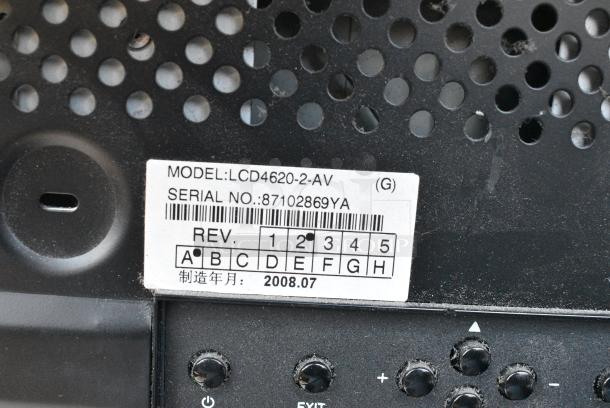 MODEL:LCD4620-2-AV (G)
SERIAL NO.:87102869YA
REV. 1 2 3 4 5
A B C D E F G H
制造年月: 2008.07
+ -
EXIT